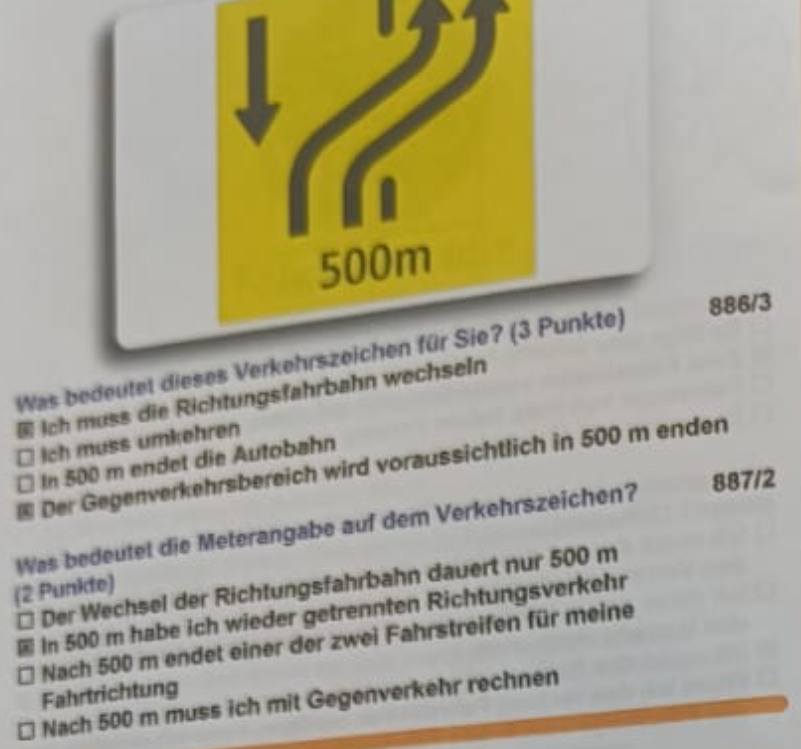 500m
886/3
Was bedeutet dieses Verkehrszeichen für Sie? (3 Punkte)
☒ Ich muss die Richtungsfahrbahn wechseln
☐ Ich muss umkehren
☐ In 500 m endet die Autobahn
☒ Der Gegenverkehrsbereich wird voraussichtlich in 500 m enden
887/2
Was bedeutet die Meterangabe auf dem Verkehrszeichen?
(2 Punkte)
☐ Der Wechsel der Richtungsfahrbahn dauert nur 500 m
☒ In 500 m habe ich wieder getrennten Richtungsverkehr
☐ Nach 500 m endet einer der zwei Fahrstreifen für meine
Fahrtrichtung
☐ Nach 500 m muss ich mit Gegenverkehr rechnen